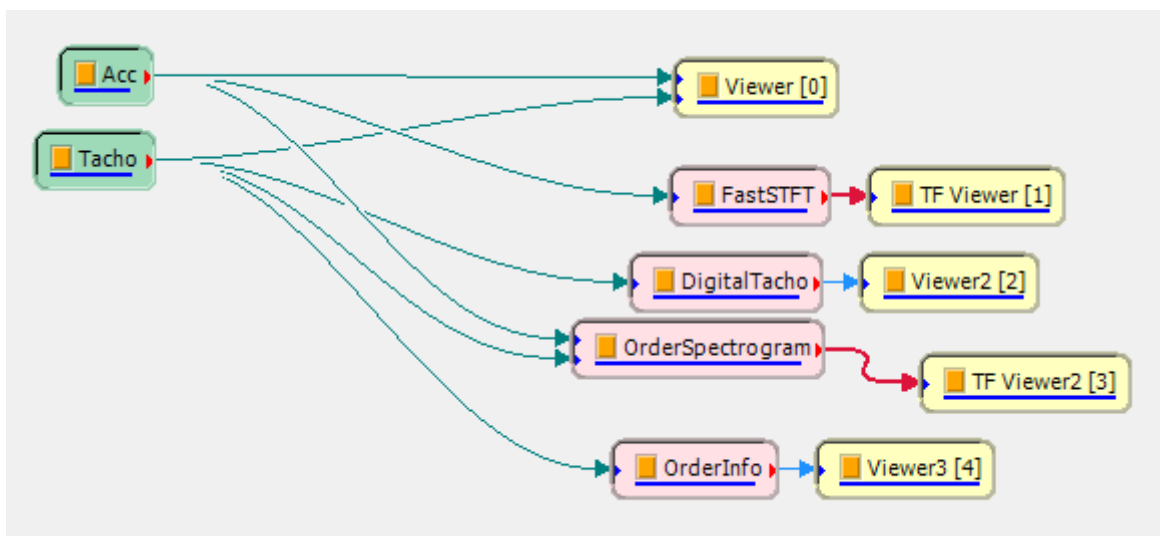 Acc
Viewer [0]
Tacho
FastSTFT
TF Viewer [1]
DigitalTacho
Viewer2 [2]
OrderSpectrogram
TF Viewer2 [3]
OrderInfo
Viewer3 [4]